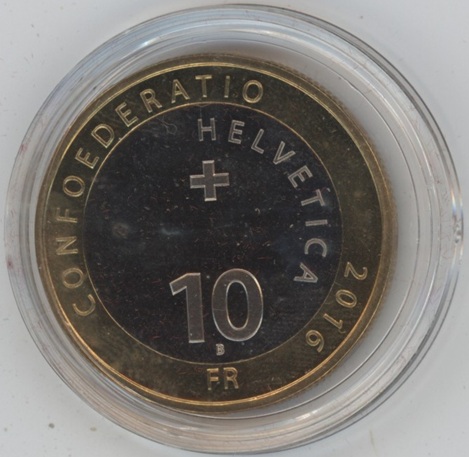 CONFOEDERATIO
HELVETICA
2016
10
B
FR